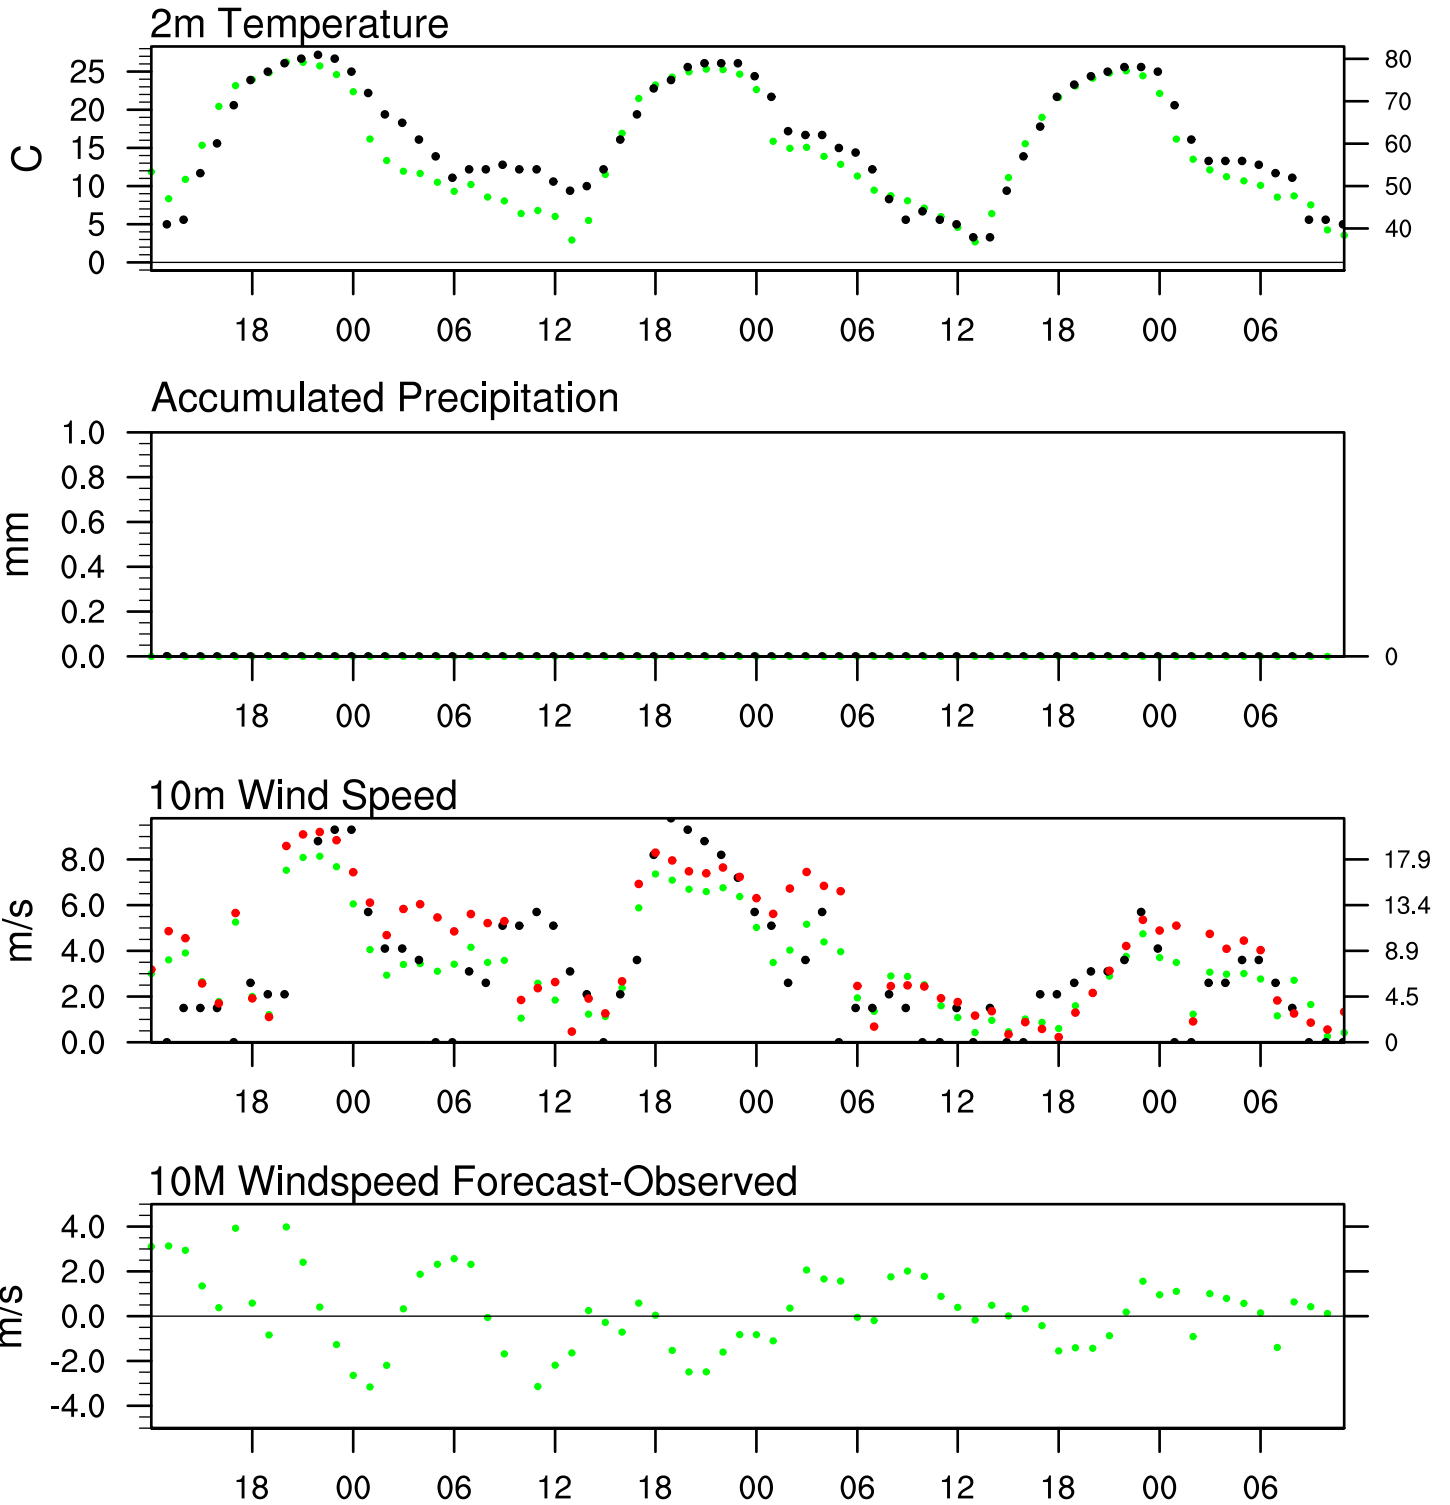 2m Temperature
25
20
15
10
5
0
C
80
70
60
50
40
18 00 06 12 18 00 06 12 18 00 06
Accumulated Precipitation
1.0
0.8
0.6
0.4
0.2
0.0
mm
0
18 00 06 12 18 00 06 12 18 00 06
10m Wind Speed
8.0
6.0
4.0
2.0
0.0
m/s
17.9
13.4
8.9
4.5
0
18 00 06 12 18 00 06 12 18 00 06
10M Windspeed Forecast-Observed
4.0
2.0
0.0
-2.0
-4.0
m/s
18 00 06 12 18 00 06 12 18 00 06